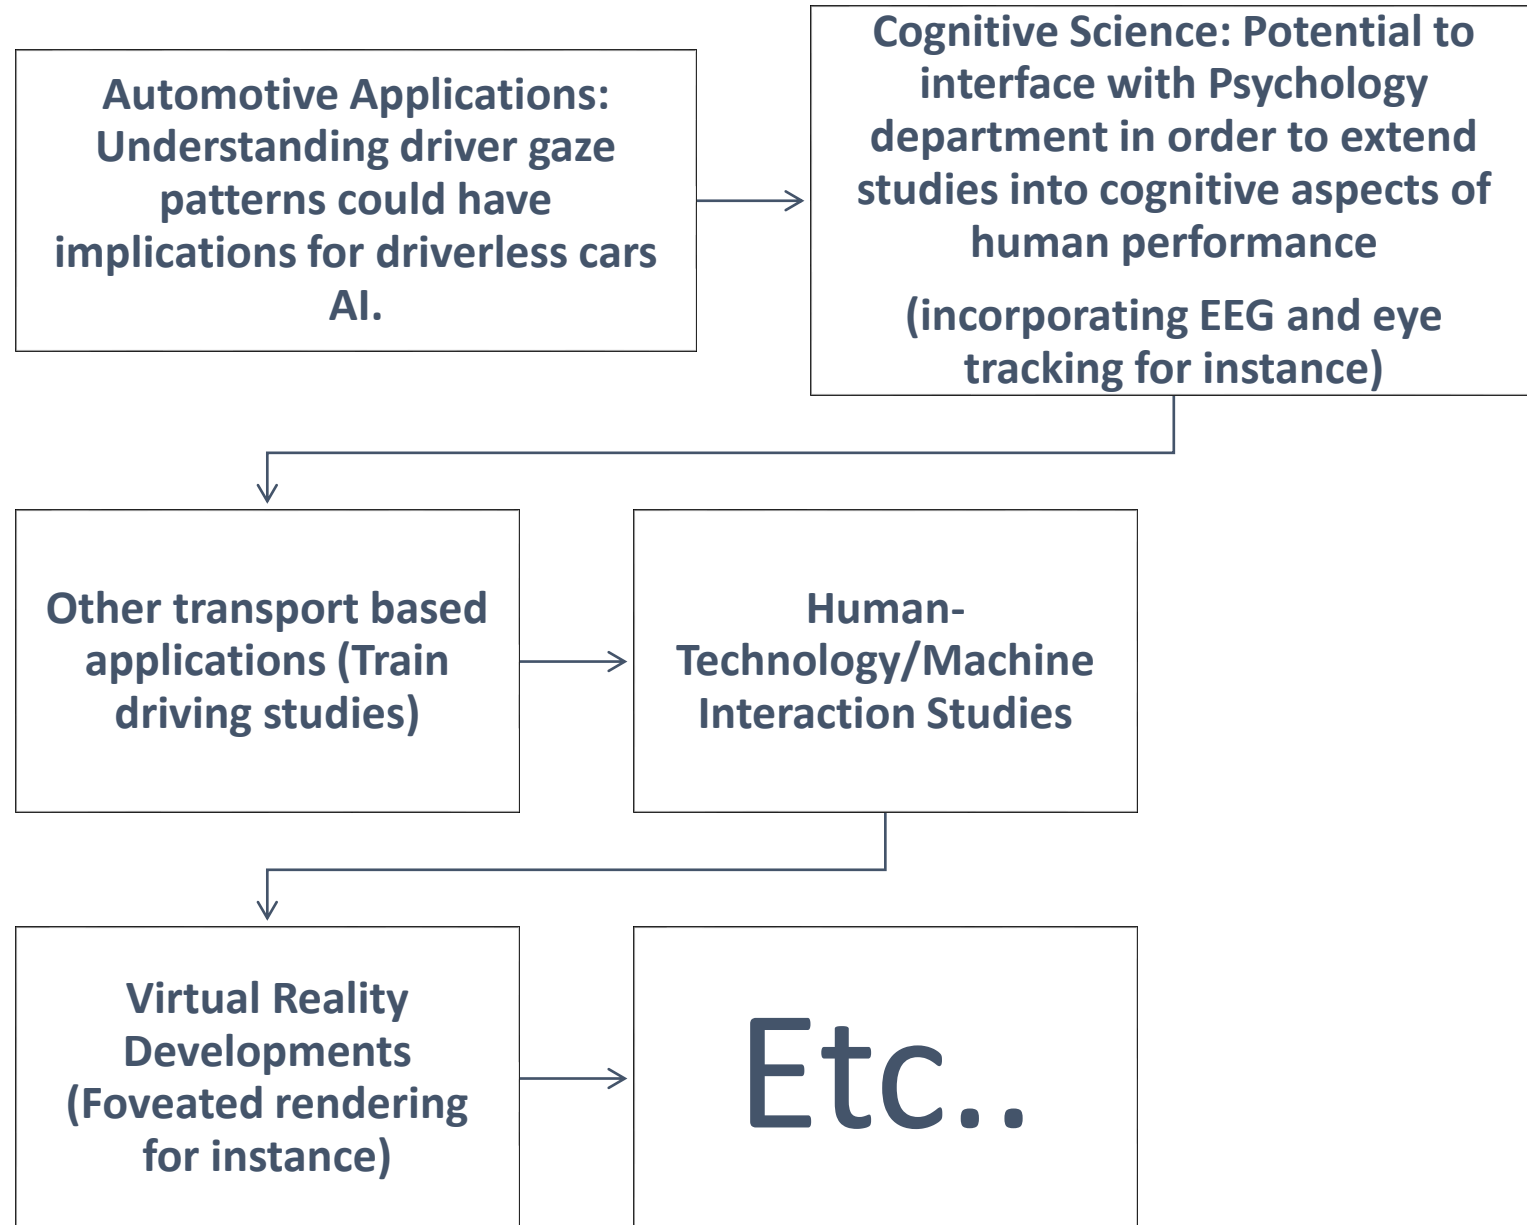 Automotive Applications:
Understanding driver gaze
patterns could have
implications for driverless cars
AI.
Cognitive Science: Potential to
interface with Psychology
department in order to extend
studies into cognitive aspects of
human performance
(incorporating EEG and eye
tracking for instance)
Other transport based
applications (Train
driving studies)
Human-
Technology/Machine
Interaction Studies
Virtual Reality
Developments
(Foveated rendering
for instance)
Etc..